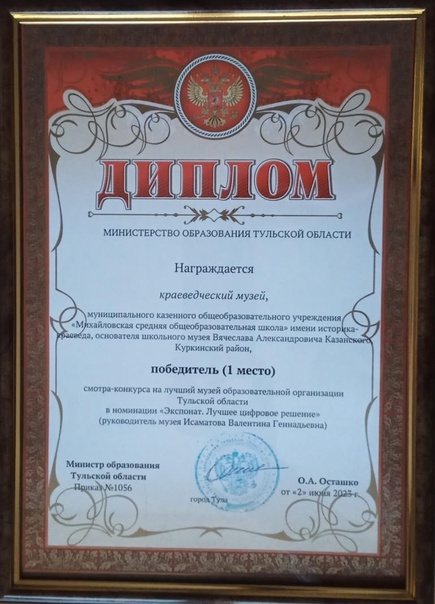 ДИПЛОМ
МИНИСТЕРСТВО ОБРАЗОВАНИЯ ТУЛЬСКОЙ ОБЛАСТИ
Награждается
краеведческий музей,
муниципального казенного общеобразовательного учреждения
«Михайловская средняя общеобразовательная школа» имени историка-
краеведа, основателя школьного музея Вячеслава Александровича Казанского
Куркинский район,
победитель (1 место)
смотра-конкурса на лучший музей образовательной организации
Тульской области
в номинации «Экспонат. Лучшее цифровое решение»
(руководитель музея Исаматова Валентина Геннадьевна)
Министр образования
Тульской области
Приказ №1056
город Тула
О.А. Осташко
от «2» июня 2023 г.